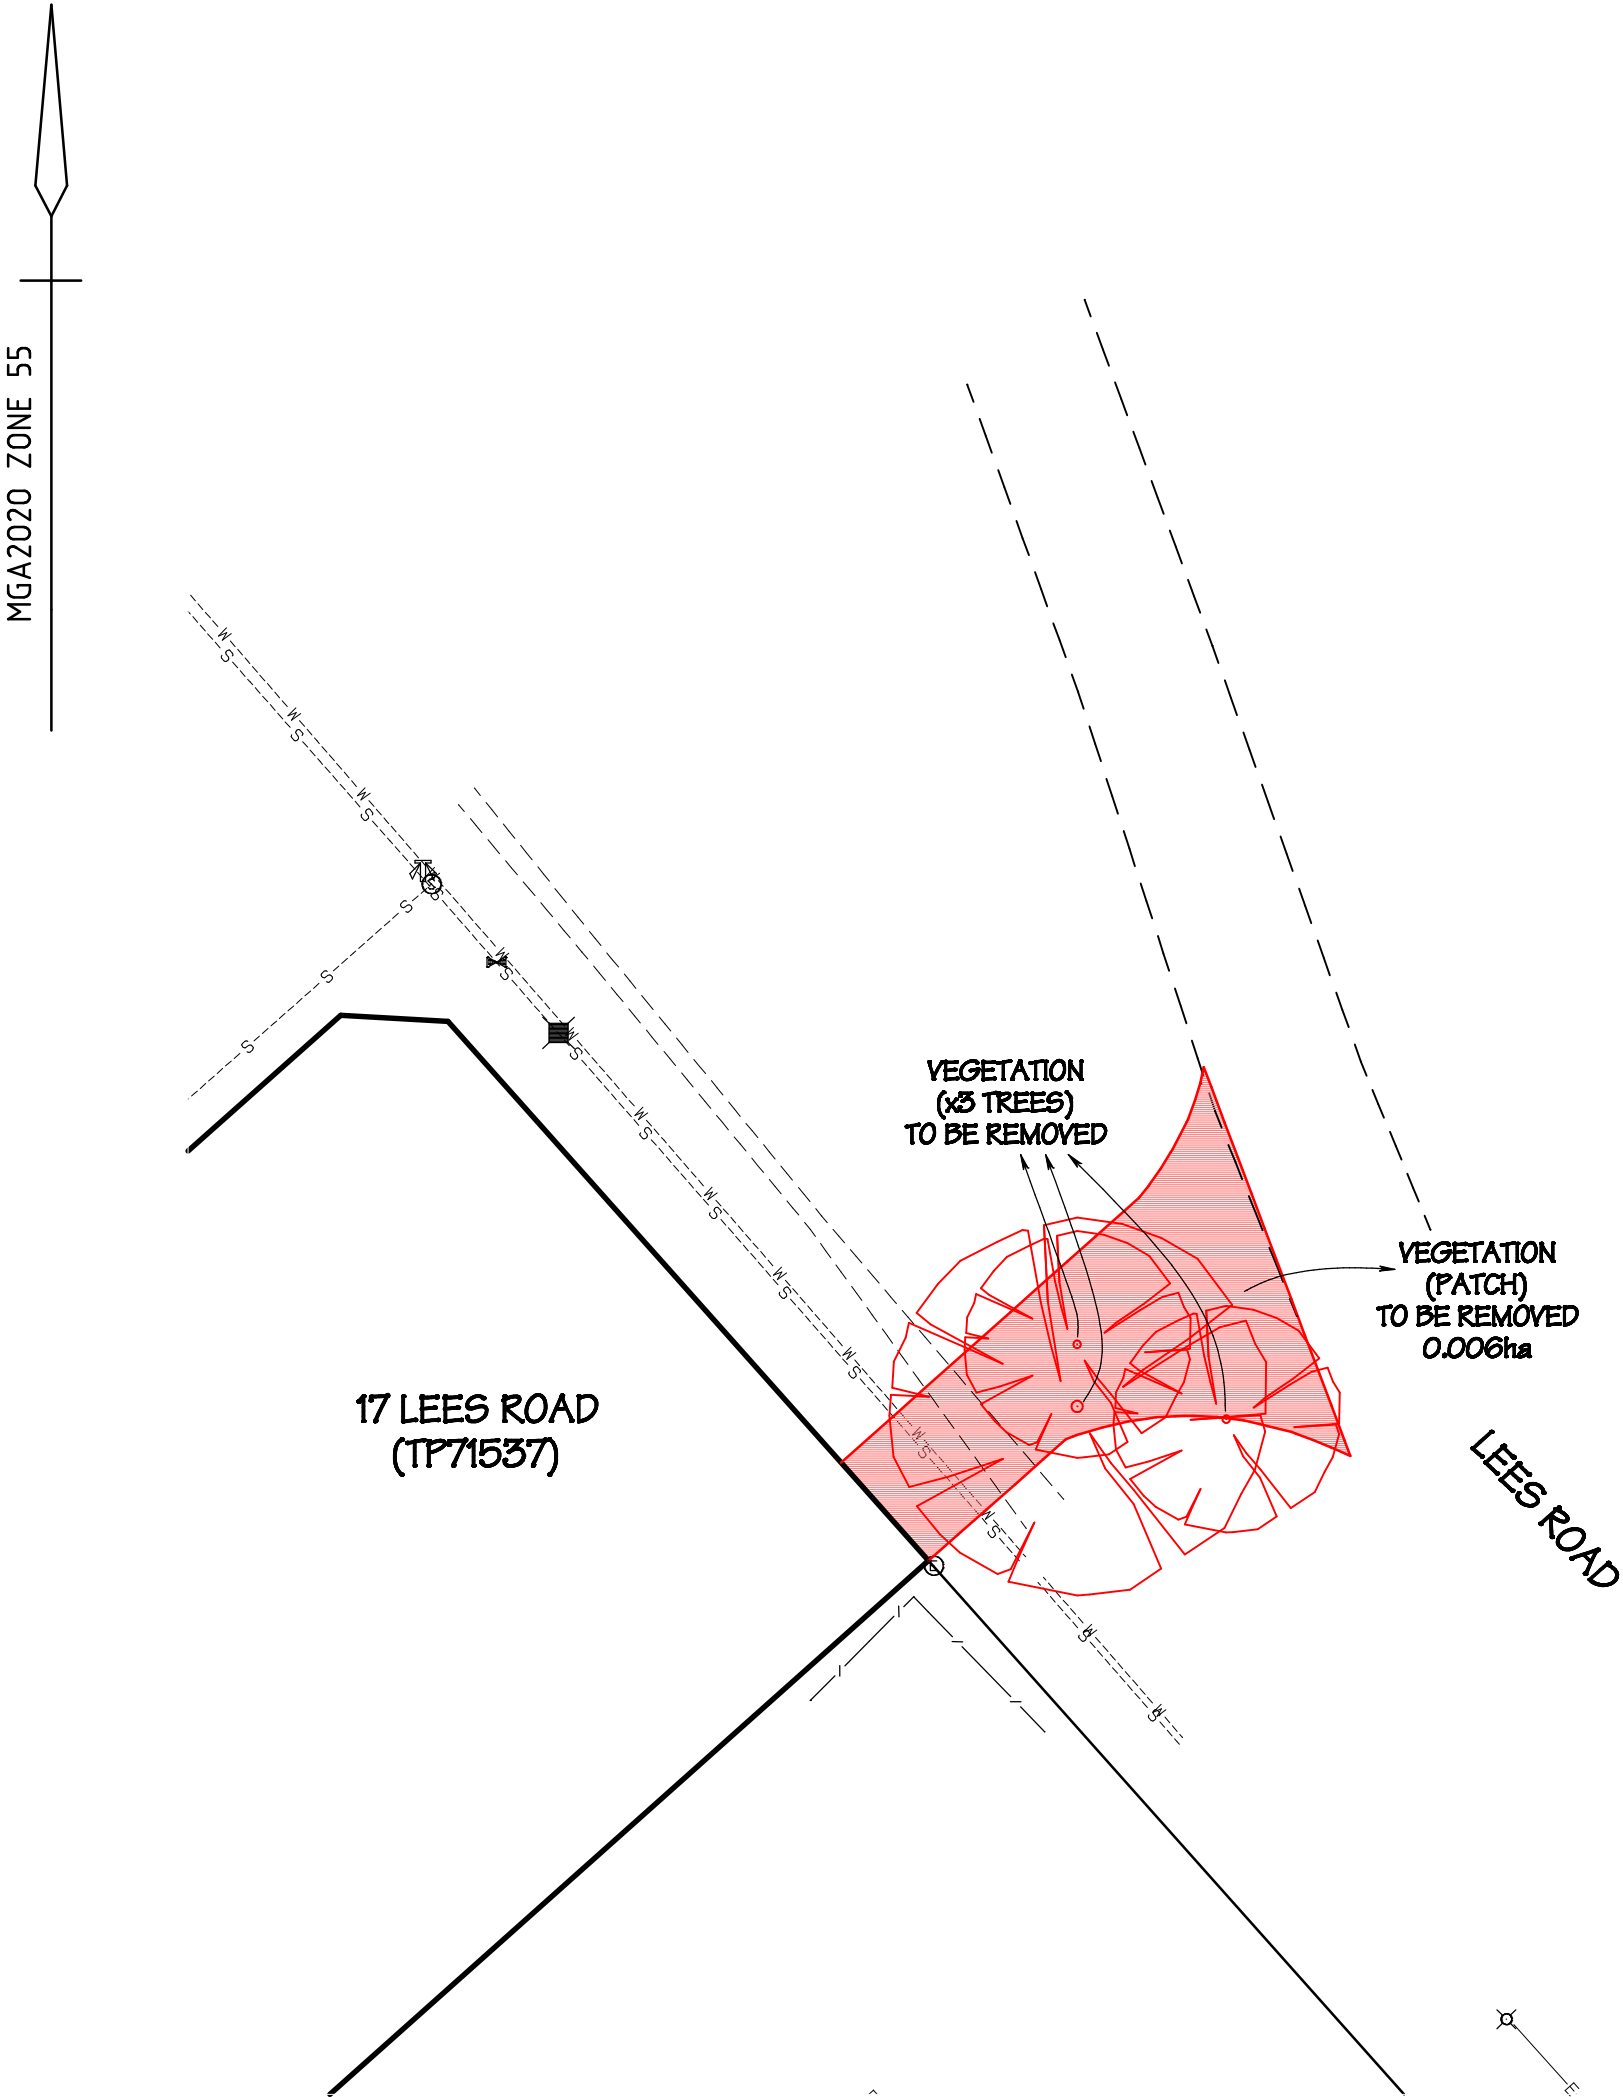 MGA2020 ZONE 55
VEGETATION
(x3 TREES)
TO BE REMOVED
VEGETATION
(PATCH)
TO BE REMOVED
0.006ha
17 LEES ROAD
(TP71537)
LEES ROAD
W
S
W
S
W
S
S
S
S
S
W
S
W
S
W
S
W
S
W
S
W
S
W
S
W
S
E
W
S
W
S
E